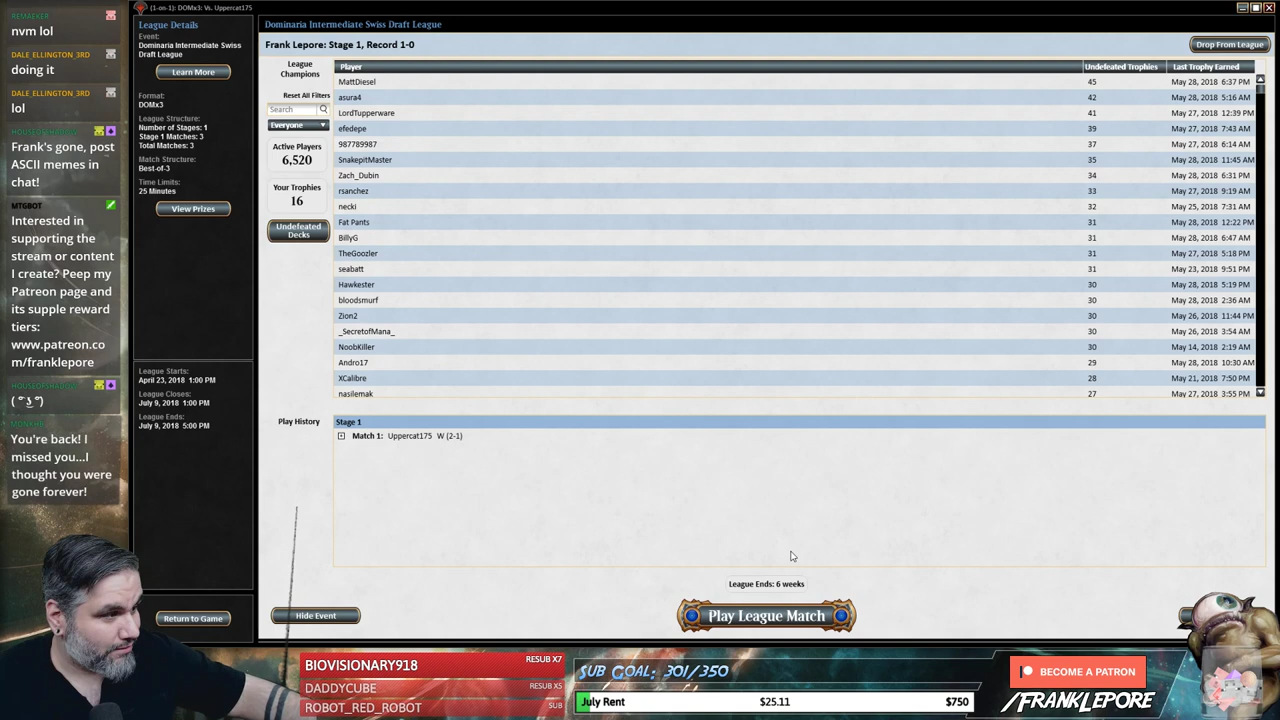 REMAEKER
nvm lol
DALE_ELLINGTON_3RD
doing it
DALE_ELLINGTON_3RD
lol
Frank's gone, post
ASCII memes in
chat!
MTGBOT
Interested in
supporting the
stream or content
I create? Peep my
Patreon page and
its supple reward
tiers:
www.patreon.co
m/franklepore
( ͡° ͜ʖ ͡°)
You're back! I
missed you...I
thought you were
gone forever!
(1-on-1): DOMx3: Vs. Uppercat175
League Details
Event:
Dominaria Intermediate Swiss
Draft League
Learn More
Format:
DOMx3
League Structure:
Number of Stages: 1
Stage 1 Matches: 3
Total Matches: 3
Match Structure:
Best-of-3
Time Limits:
25 Minutes
View Prizes
League Starts:
April 23, 2018 1:00 PM
League Closes:
July 9, 2018 1:00 PM
League Ends:
July 9, 2018 5:00 PM
Return to Game
Dominaria Intermediate Swiss Draft League
Frank Lepore: Stage 1, Record 1-0
Drop From League
League
Champions
Reset All Filters
Search
Everyone
Active Players
6,520
Your Trophies
16
Undefeated
Decks
Player Undefeated Trophies Last Trophy Earned
MattDiesel 45 May 28, 2018 6:37 PM
asura4 42 May 28, 2018 5:16 AM
LordTupperware 41 May 27, 2018 12:39 PM
efedepe 39 May 27, 2018 7:43 AM
987789987 37 May 27, 2018 6:14 AM
SnakepitMaster 35 May 28, 2018 11:45 AM
Zach_Dubin 34 May 28, 2018 6:31 PM
rsanchez 33 May 27, 2018 9:19 AM
necki 32 May 25, 2018 7:31 AM
Fat Pants 31 May 28, 2018 12:22 PM
BillyG 31 May 28, 2018 6:47 AM
TheGoozler 31 May 27, 2018 5:18 PM
seabatt 31 May 23, 2018 9:51 PM
Hawkester 30 May 28, 2018 5:19 PM
bloodsmurf 30 May 28, 2018 2:36 AM
Zion2 30 May 26, 2018 11:44 PM
_SecretofMana_ 30 May 26, 2018 3:54 AM
NoobKiller 30 May 14, 2018 2:19 AM
Andro17 29 May 28, 2018 10:30 AM
XCalibre 28 May 21, 2018 7:50 PM
nasilemak 27 May 27, 2018 3:55 PM
Play History
Stage 1
Match 1: Uppercat175 W (2-1)
League Ends: 6 weeks
Hide Event
Play League Match
BIOVISIONARY918 RESUB X7
DADDYCUBE RESUB X5
ROBOT_RED_ROBOT SUB
SUB GOAL: 301/350
July Rent $25.11 $750
BECOME A PATRON
/FRANKLEPORE